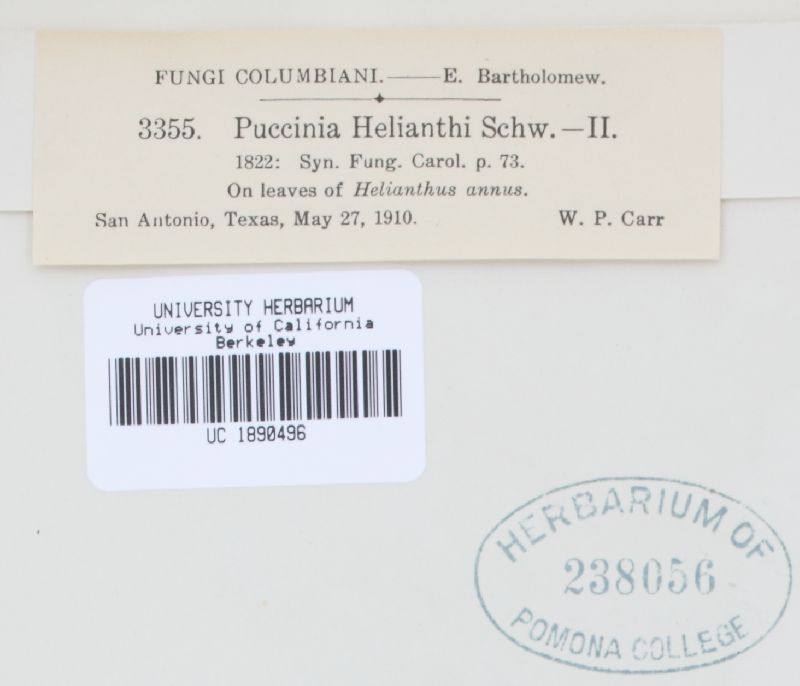 FUNGI COLUMBIANI.——E. Bartholomew.
3355. Puccinia Helianthi Schw.—II.
1822: Syn. Fung. Carol. p. 73.
On leaves of Helianthus annus.
San Antonio, Texas, May 27, 1910. W. P. Carr
UNIVERSITY HERBARIUM
University of California
Berkeley
UC 1890496
HERBARIUM OF
238056
POMONA COLLEGE